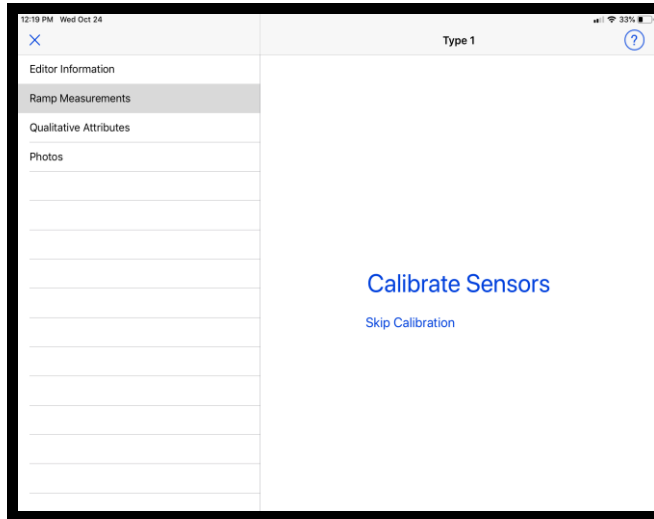 12:19 PM Wed Oct 24
33%
Type 1
?
Editor Information
Ramp Measurements
Qualitative Attributes
Photos
Calibrate Sensors
Skip Calibration